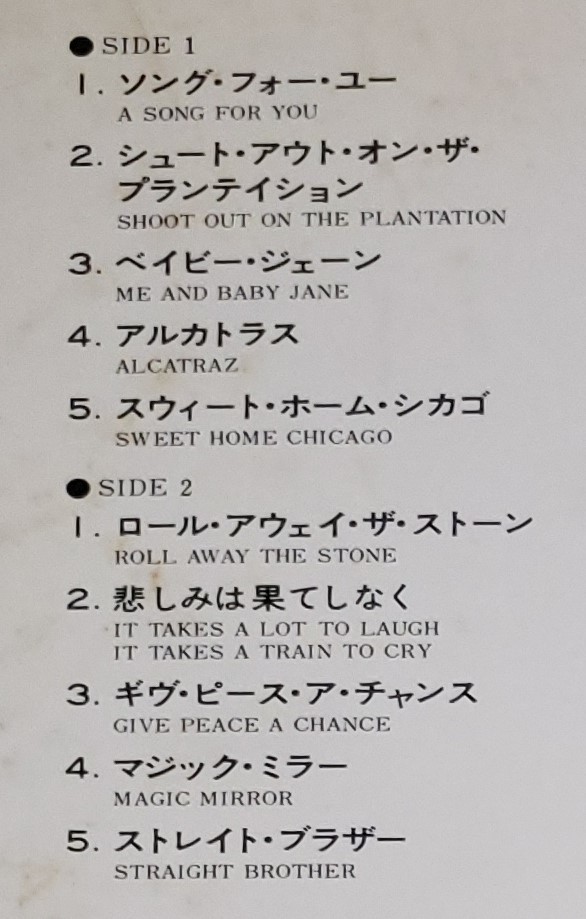 ●SIDE 1
1. ソング・フォー・ユー
A SONG FOR YOU
2. シュート・アウト・オン・ザ・
プランテイション
SHOOT OUT ON THE PLANTATION
3. ベイビー・ジェーン
ME AND BABY JANE
4. アルカトラス
ALCATRAZ
5. スウィート・ホーム・シカゴ
SWEET HOME CHICAGO
●SIDE 2
1. ロール・アウェイ・ザ・ストーン
ROLL AWAY THE STONE
2. 悲しみは果てしなく
IT TAKES A LOT TO LAUGH
IT TAKES A TRAIN TO CRY
3. ギヴ・ピース・ア・チャンス
GIVE PEACE A CHANCE
4. マジック・ミラー
MAGIC MIRROR
5. ストレイト・ブラザー
STRAIGHT BROTHER